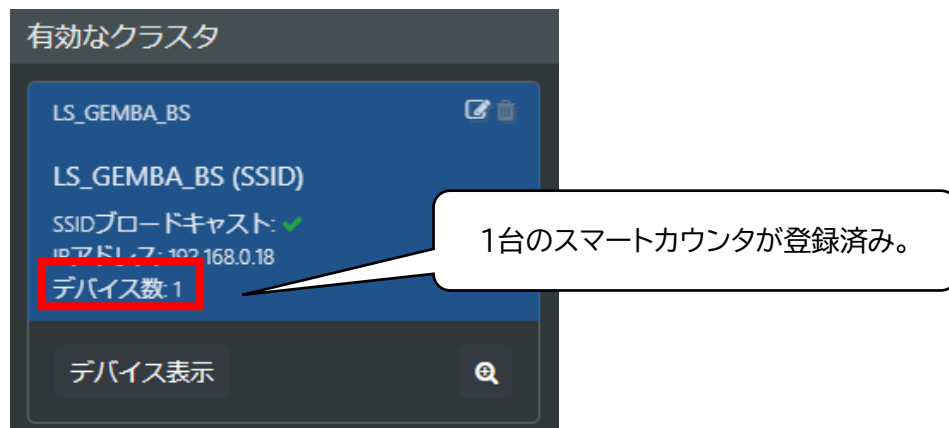 有効なクラスタ
LS_GEMBA_BS
LS_GEMBA_BS (SSID)
SSIDブロードキャスト:
IPアドレス: 192.168.0.18
デバイス数: 1
1台のスマートカウンタが登録済み。
デバイス表示